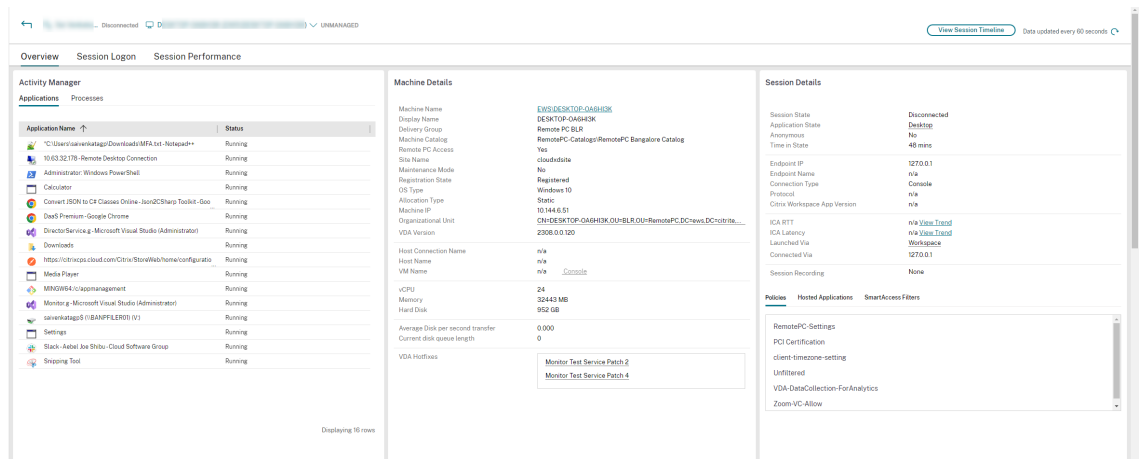 Disconnected D UNMANAGED
View Session Timeline Data updated every 60 seconds
Overview Session Logon Session Performance
Activity Manager
Applications Processes
Application Name Status
"C:\Users\saivenkatagp\Downloads\MFA.txt - Notepad++ Running
10.63.32.178 - Remote Desktop Connection Running
Administrator: Windows PowerShell Running
Calculator Running
Convert JSON to C# Classes Online - Json2CSharp Toolkit - Goo Running
DaaS Premium - Google Chrome Running
DirectorService.g - Microsoft Visual Studio (Administrator) Running
Downloads Running
https://citrixcps.cloud.com/Citrix/StoreWeb/home/configuratio Running
Media Player Running
MINGW64:/c/appmanagement Running
Monitor.g - Microsoft Visual Studio (Administrator) Running
saivenkatagpS (\\BANPFILER01) (V:) Running
Settings Running
Slack - Aebel Joe Shibu - Cloud Software Group Running
Snipping Tool Running
Displaying 16 rows
Machine Details
Machine Name EWS\DESKTOP-OA6HI3K
Display Name DESKTOP-OA6HI3K
Delivery Group Remote PC BLR
Machine Catalog RemotePC-Catalogs\RemotePC Bangalore Catalog
Remote PC Access Yes
Site Name cloudxdsite
Maintenance Mode No
Registration State Registered
OS Type Windows 10
Allocation Type Static
Machine IP 10.144.6.51
Organizational Unit CN=DESKTOP-OA6HI3K,OU=BLR,OU=RemotePC,DC=ews,DC=citrite,...
VDA Version 2308.0.0.120
Host Connection Name n/a
Host Name n/a
VM Name n/a Console
vCPU 24
Memory 32443 MB
Hard Disk 952 GB
Average Disk per second transfer 0.000
Current disk queue length 0
VDA Hotfixes
Monitor Test Service Patch 2
Monitor Test Service Patch 4
Session Details
Session State Disconnected
Application State Desktop
Anonymous No
Time in State 48 mins
Endpoint IP 127.0.0.1
Endpoint Name n/a
Connection Type Console
Protocol n/a
Citrix Workspace App Version n/a
ICA RTT n/a View Trend
ICA Latency n/a View Trend
Launched Via Workspace
Connected Via 127.0.0.1
Session Recording None
Policies Hosted Applications SmartAccess Filters
RemotePC-Settings
PCI Certification
client-timezone-setting
Unfiltered
VDA-DataCollection-ForAnalytics
Zoom-VC-Allow